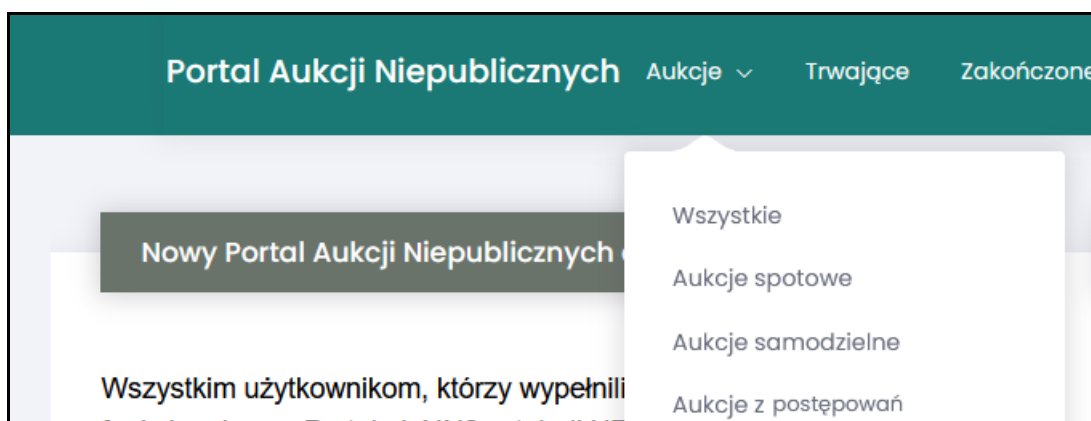 Portal Aukcji Niepublicznych Aukcje Trwające Zakończone
Wszystkie
Nowy Portal Aukcji Niepublicznych
Aukcje spotowe
Aukcje samodzielne
Wszystkim użytkownikom, którzy wypełnili
Aukcje z postępowań